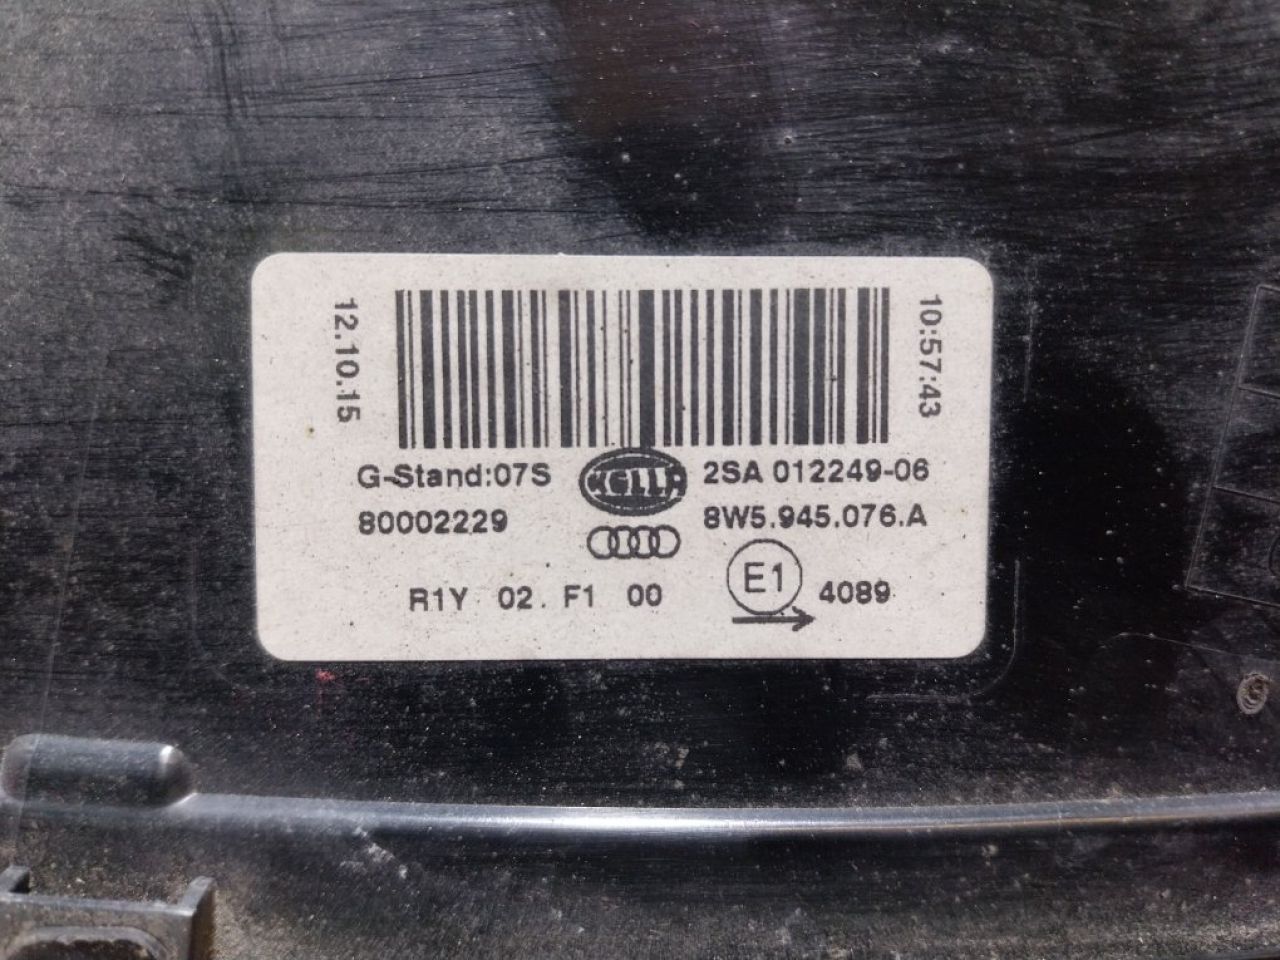 12.10.15
10:57:43
G-Stand:07S HELLA 2SA 012249-06
80002229 8W5.945.076.A
R1Y 02. F1 00 E1 4089